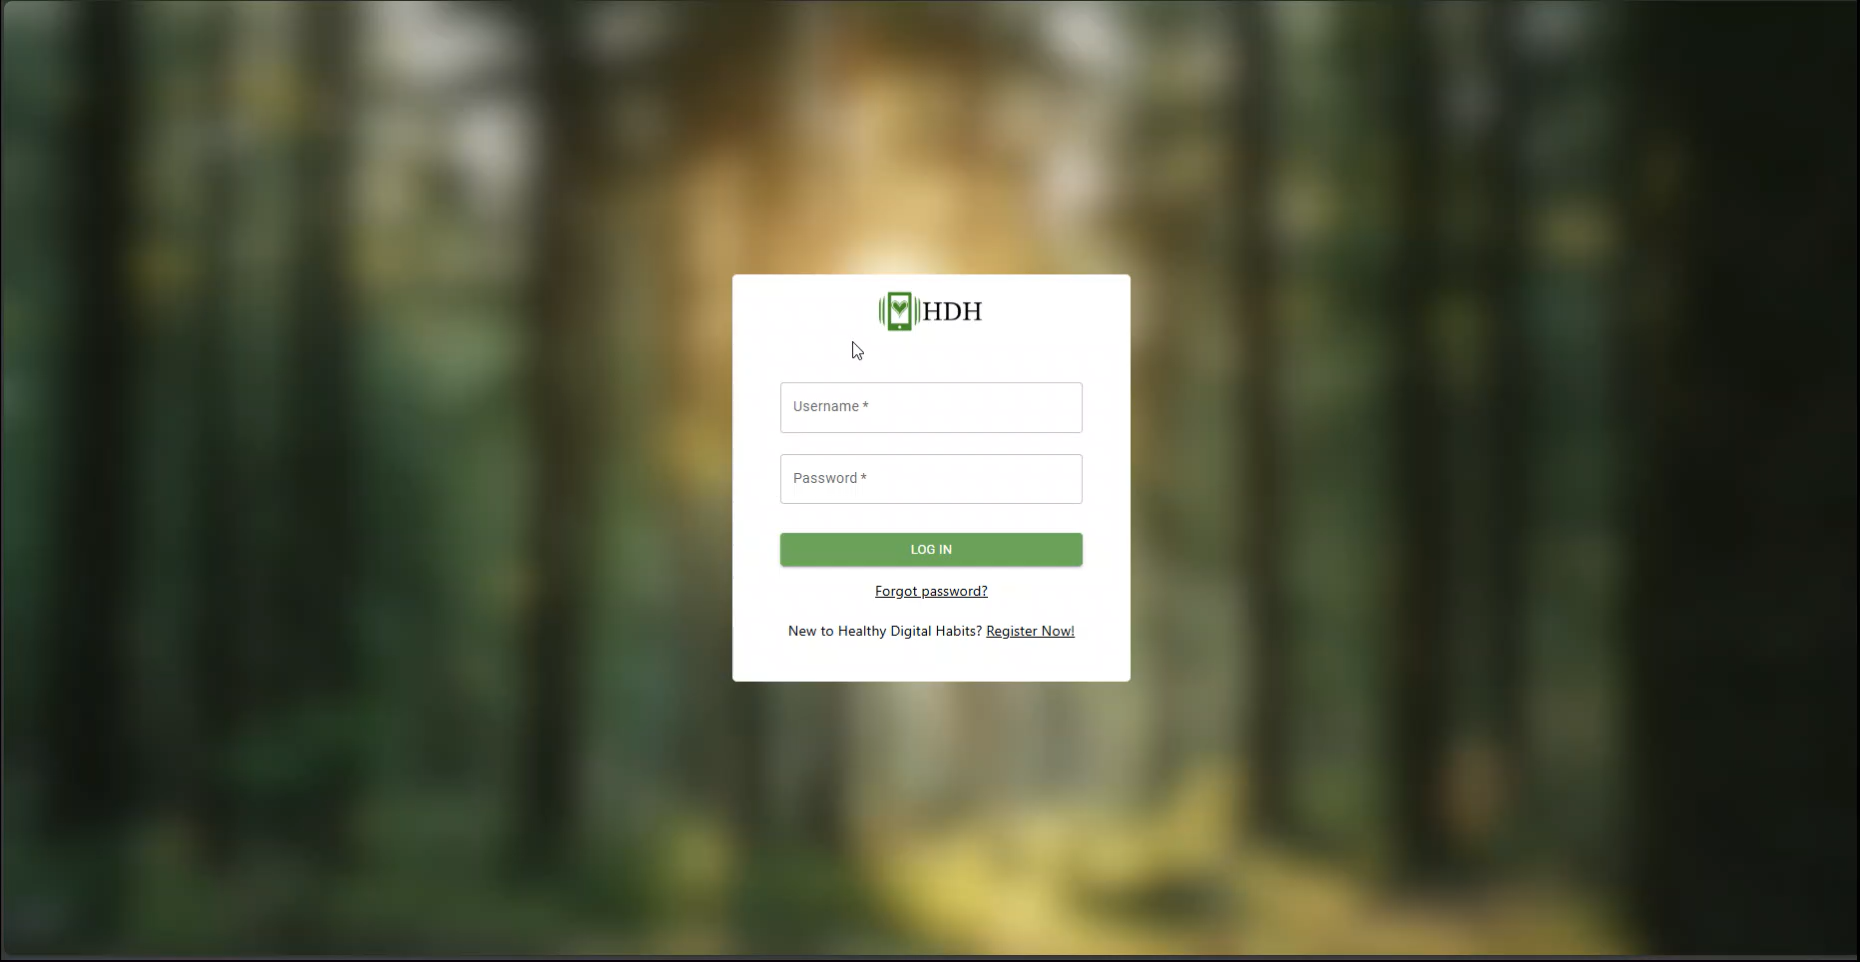 HDH
Username *
Password *
LOG IN
Forgot password?
New to Healthy Digital Habits? Register Now!